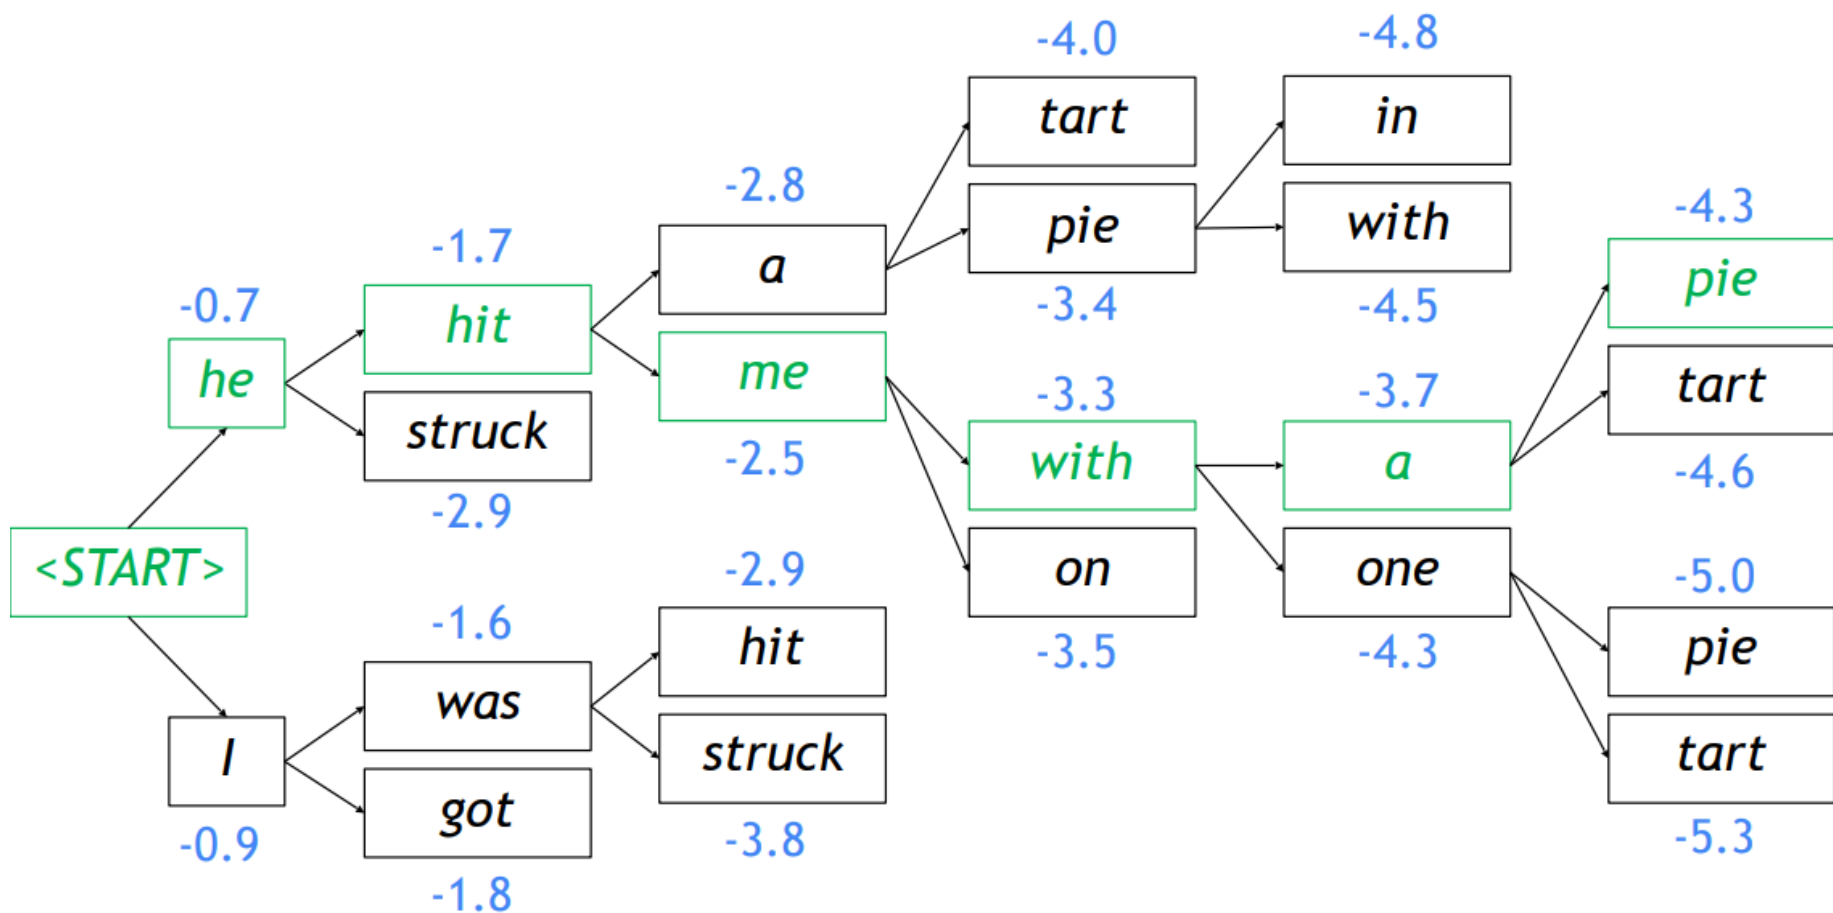 -4.0
-4.8
tart
in
-2.8
pie
with
-4.3
-1.7
a
-3.4
-4.5
pie
-0.7
hit
me
-3.3
-3.7
tart
he
struck
-2.5
with
a
-4.6
-2.9
<START>
-2.9
on
one
-5.0
-1.6
hit
-3.5
-4.3
pie
was
struck
tart
I
got
-3.8
-5.3
-0.9
-1.8